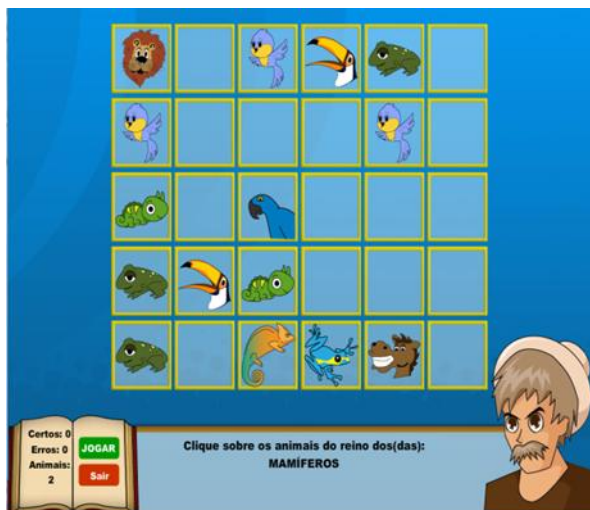 Certos: 0
Erros: 0
Animais:
2
JOGAR
Sair
Clique sobre os animais do reino dos(das):
MAMÍFEROS